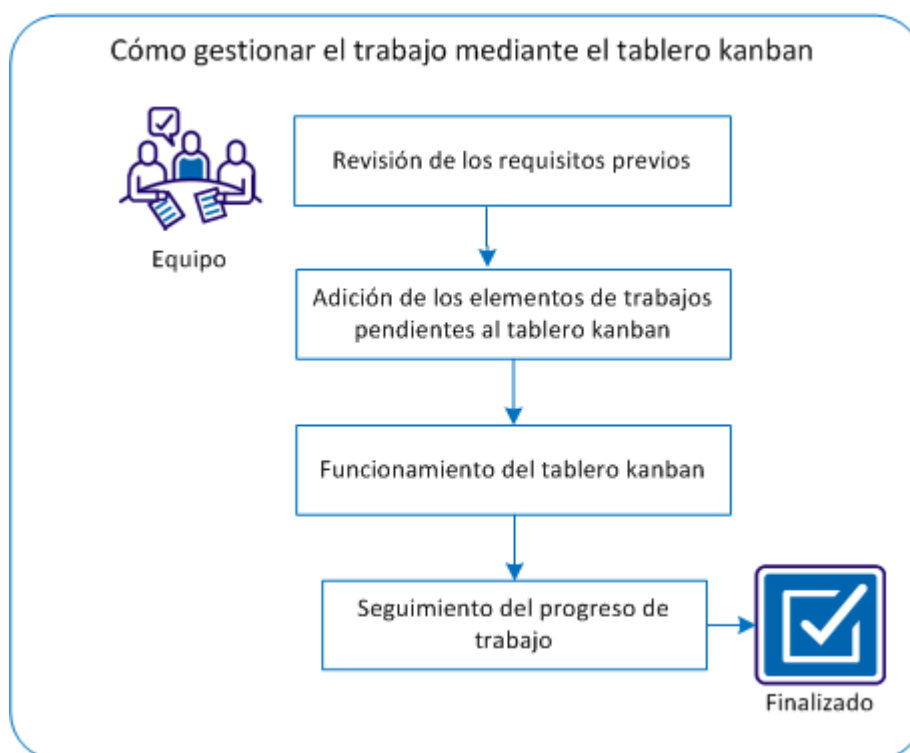 Cómo gestionar el trabajo mediante el tablero kanban
Revisión de los requisitos previos
Equipo
Adición de los elementos de trabajos
pendientes al tablero kanban
Funcionamiento del tablero kanban
Seguimiento del progreso de
trabajo
Finalizado